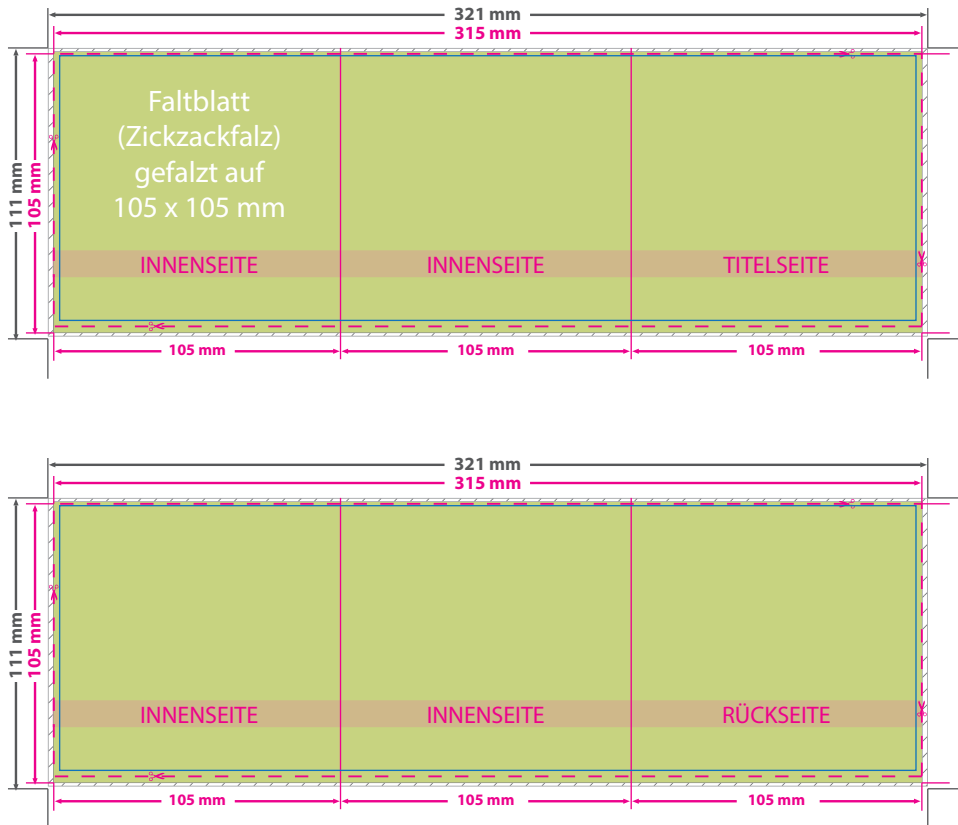 321 mm
315 mm
111 mm
105 mm
Faltblatt
(Zickzackfalz)
gefalzt auf
105 x 105 mm
INNENSEITE
INNENSEITE
TITELSEITE
105 mm
105 mm
105 mm
321 mm
315 mm
111 mm
105 mm
INNENSEITE
INNENSEITE
RÜCKSEITE
105 mm
105 mm
105 mm